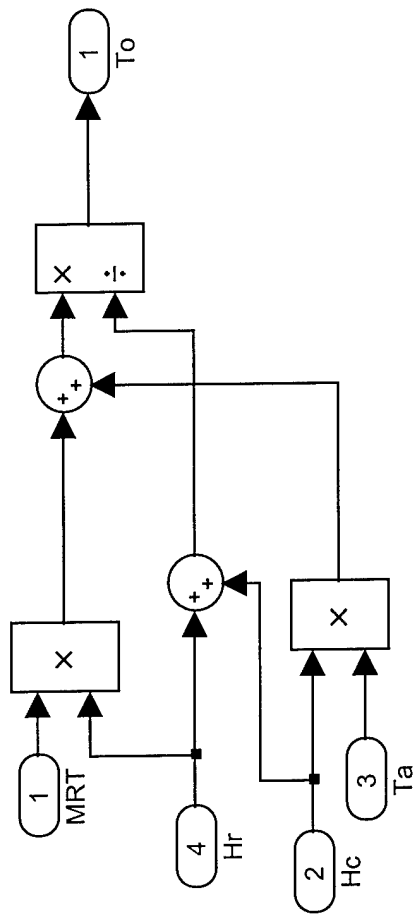 1
MRT
4
Hr
2
Hc
3
Ta
×
×
+
+
+
+
×
÷
1
To